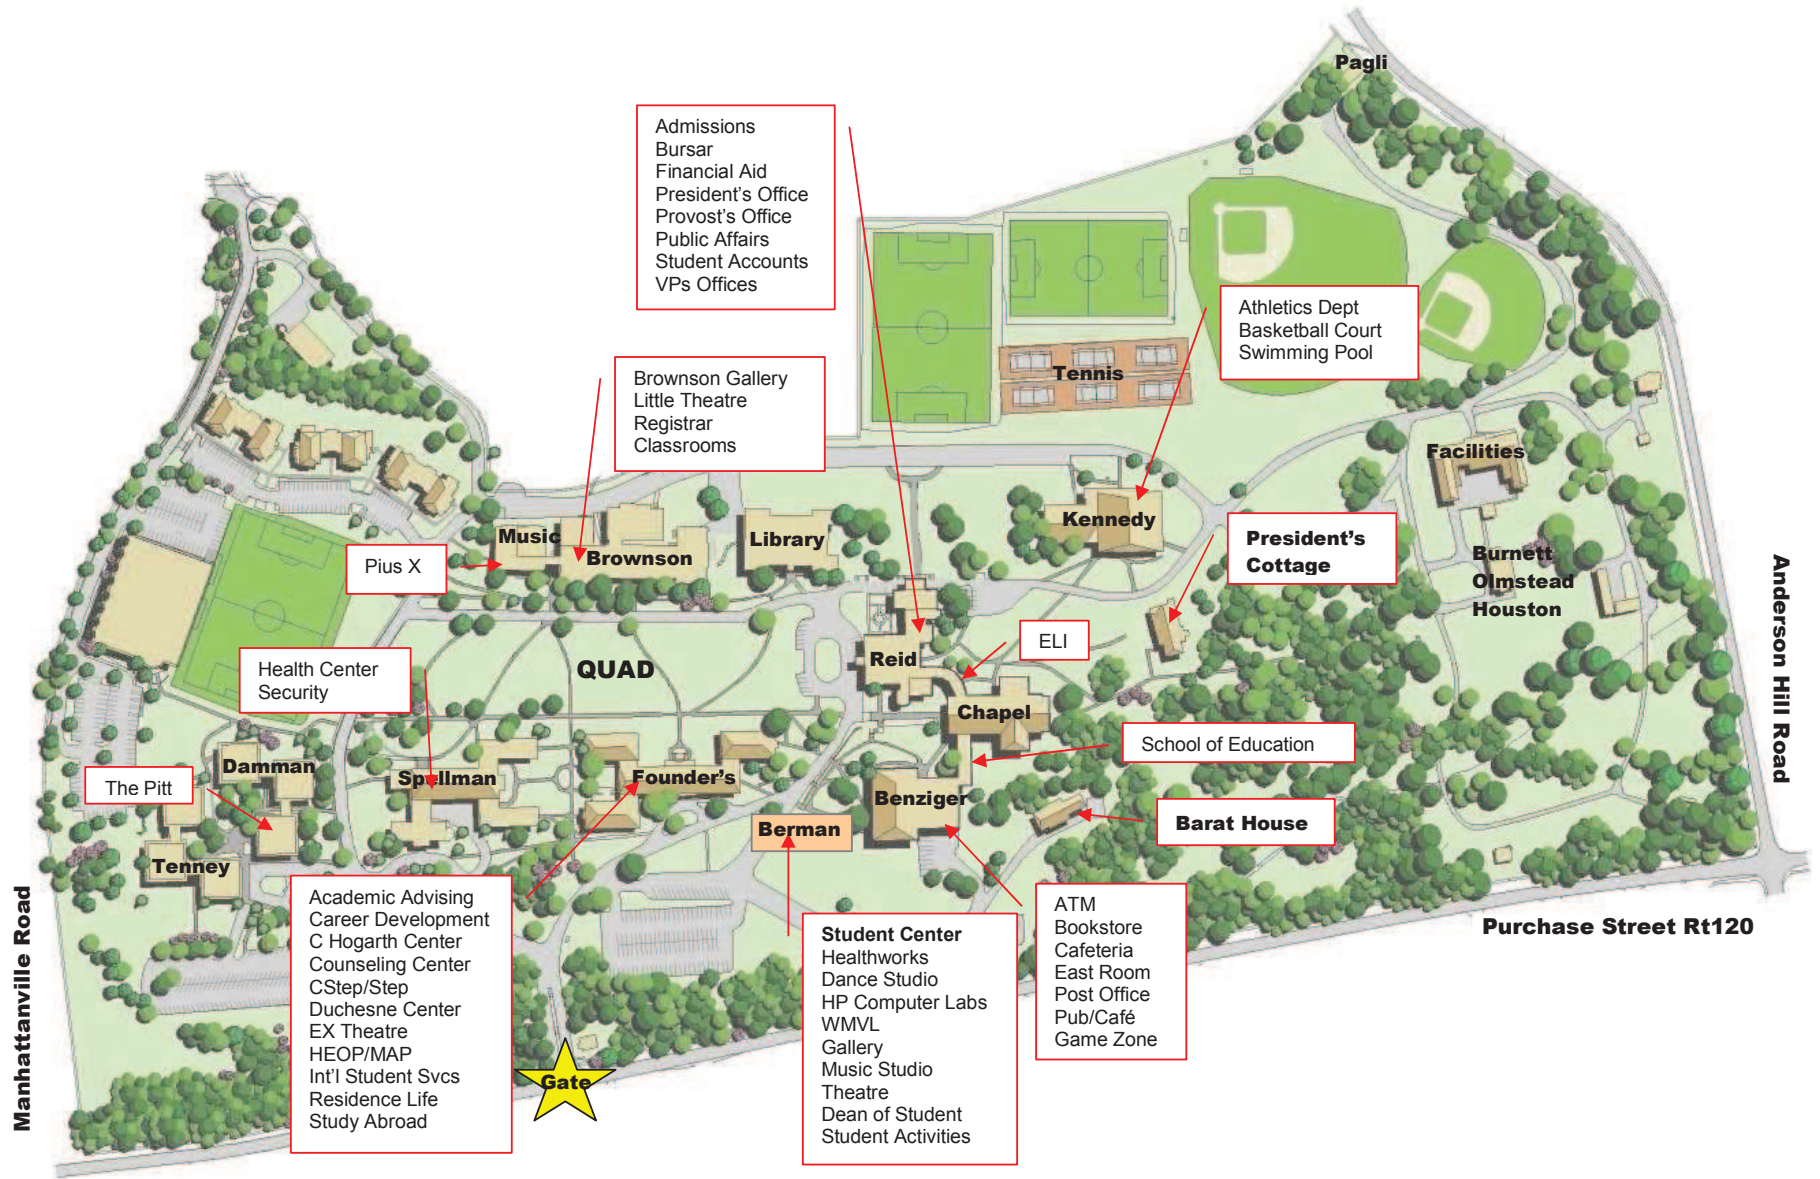 Pagli
Admissions
Bursar
Financial Aid
President's Office
Provost's Office
Public Affairs
Student Accounts
VPs Offices
Athletics Dept
Basketball Court
Swimming Pool
Brownson Gallery
Little Theatre
Registrar
Classrooms
Tennis
Facilities
Kennedy
Music
Brownson
Library
Pius X
President's
Cottage
Burnett
Olmstead
Houston
Anderson Hill Road
ELI
Reid
QUAD
Health Center
Security
Chapel
School of Education
Damman
Spellman
Founder's
The Pitt
Benziger
Berman
Barat House
Tenney
Manhattanville Road
Academic Advising
Career Development
C Hogarth Center
Counseling Center
CStep/Step
Duchesne Center
EX Theatre
HEOP/MAP
Int'l Student Svcs
Residence Life
Study Abroad
Student Center
Healthworks
Dance Studio
HP Computer Labs
WMVL
Gallery
Music Studio
Theatre
Dean of Student
Student Activities
ATM
Bookstore
Cafeteria
East Room
Post Office
Pub/Café
Game Zone
Purchase Street Rt120
Gate